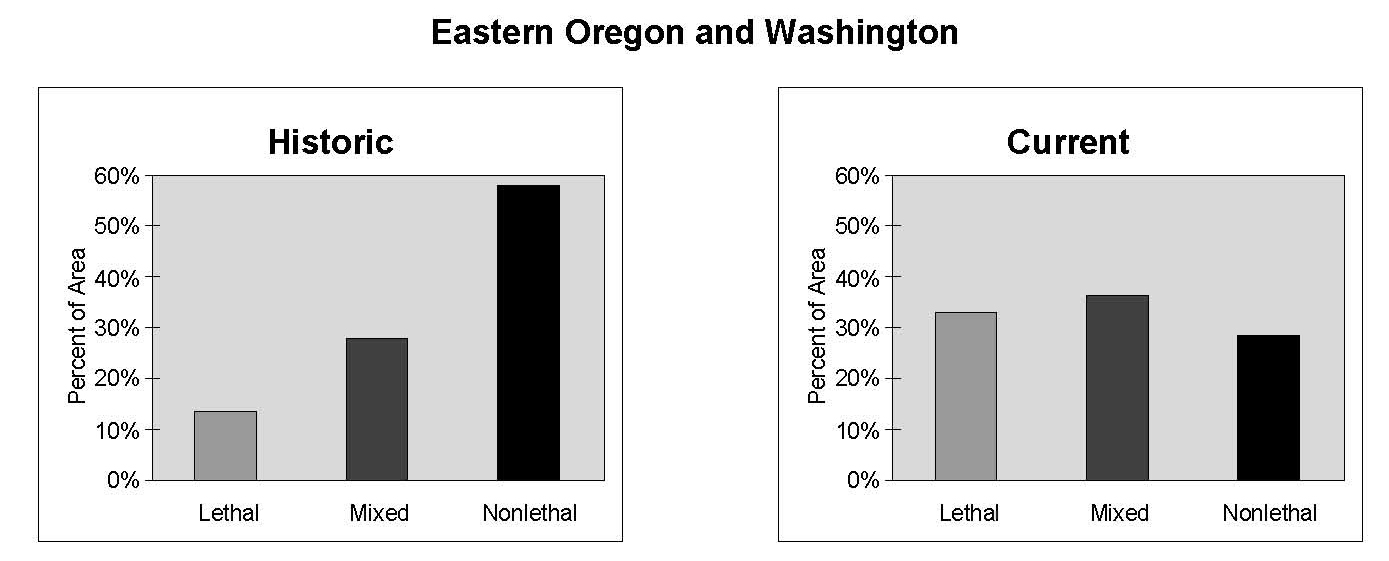 Eastern Oregon and Washington
Historic
60%
50%
40%
30%
20%
10%
0%
Percent of Area
Lethal Mixed Nonlethal
Current
60%
50%
40%
30%
20%
10%
0%
Percent of Area
Lethal Mixed Nonlethal